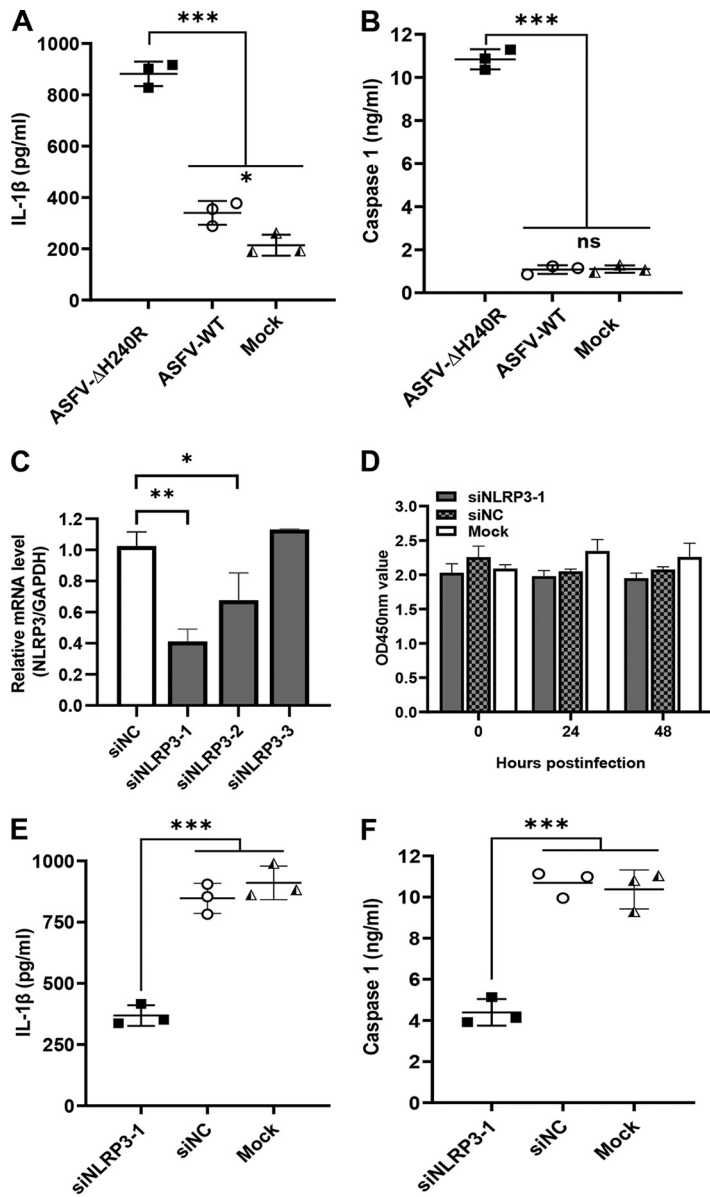 A
***
1000
800
600
400
200
0
IL-1β (pg/ml)
*
ASFV-ΔH240R
ASFV-WT
Mock
B
***
12
10
8
6
4
2
0
Caspase 1 (ng/ml)
ns
ASFV-ΔH240R
ASFV-WT
Mock
C
*
**
1.2
1.0
0.8
0.6
0.4
0.2
0.0
Relative mRNA level
(NLRP3/GAPDH)
siNC
siNLRP3-1
siNLRP3-2
siNLRP3-3
D
siNLRP3-1
siNC
Mock
3.0
2.5
2.0
1.5
1.0
0.5
0.0
OD450nm value
0
24
48
Hours postinfection
E
***
1000
750
500
250
0
IL-1β (pg/ml)
siNLRP3-1
siNC
Mock
F
***
12
10
8
6
4
2
0
Caspase 1 (ng/ml)
siNLRP3-1
siNC
Mock